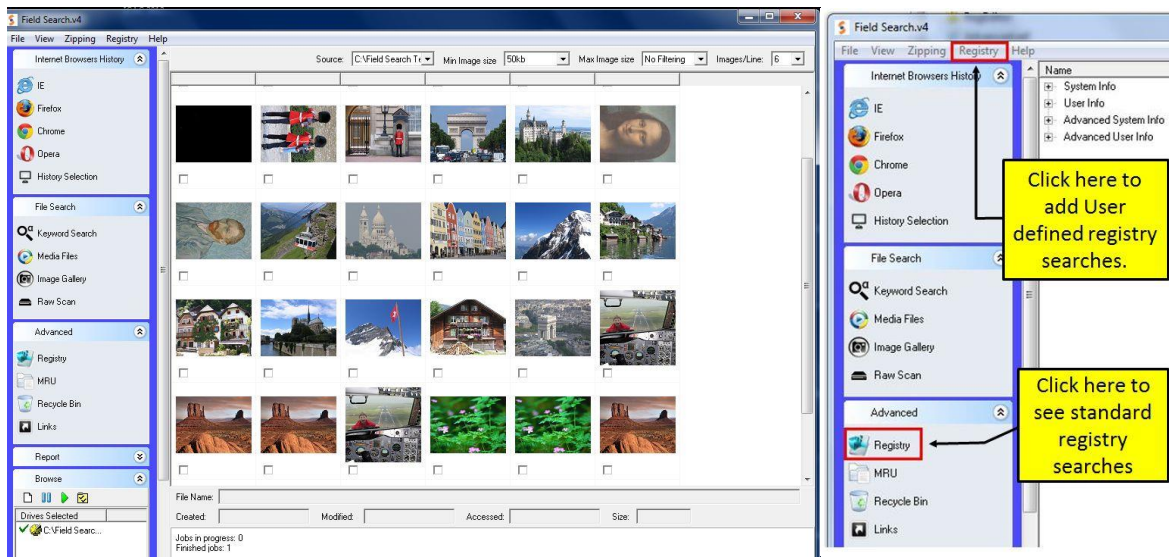 Field Search.v4
File View Zipping Registry Help
Internet Browsers History
IE
Firefox
Chrome
Opera
History Selection
File Search
Keyword Search
Media Files
Image Gallery
Raw Scan
Advanced
Registry
MRU
Recycle Bin
Links
Report
Browse
Drives Selected
C:\Field Searc...
Source: C:\Field Search Te Min Image size 50kb Max Image size No Filtering Images/Line: 6
File Name:
Created: Modified: Accessed: Size:
Jobs in progress: 0
Finished jobs: 1
Field Search.v4
File View Zipping Registry Help
Internet Browsers History
IE
Firefox
Chrome
Opera
History Selection
File Search
Keyword Search
Media Files
Image Gallery
Raw Scan
Advanced
Registry
MRU
Recycle Bin
Links
Name
System Info
User Info
Advanced System Info
Advanced User Info
Click here to
add User
defined registry
searches.
Click here to
see standard
registry
searches